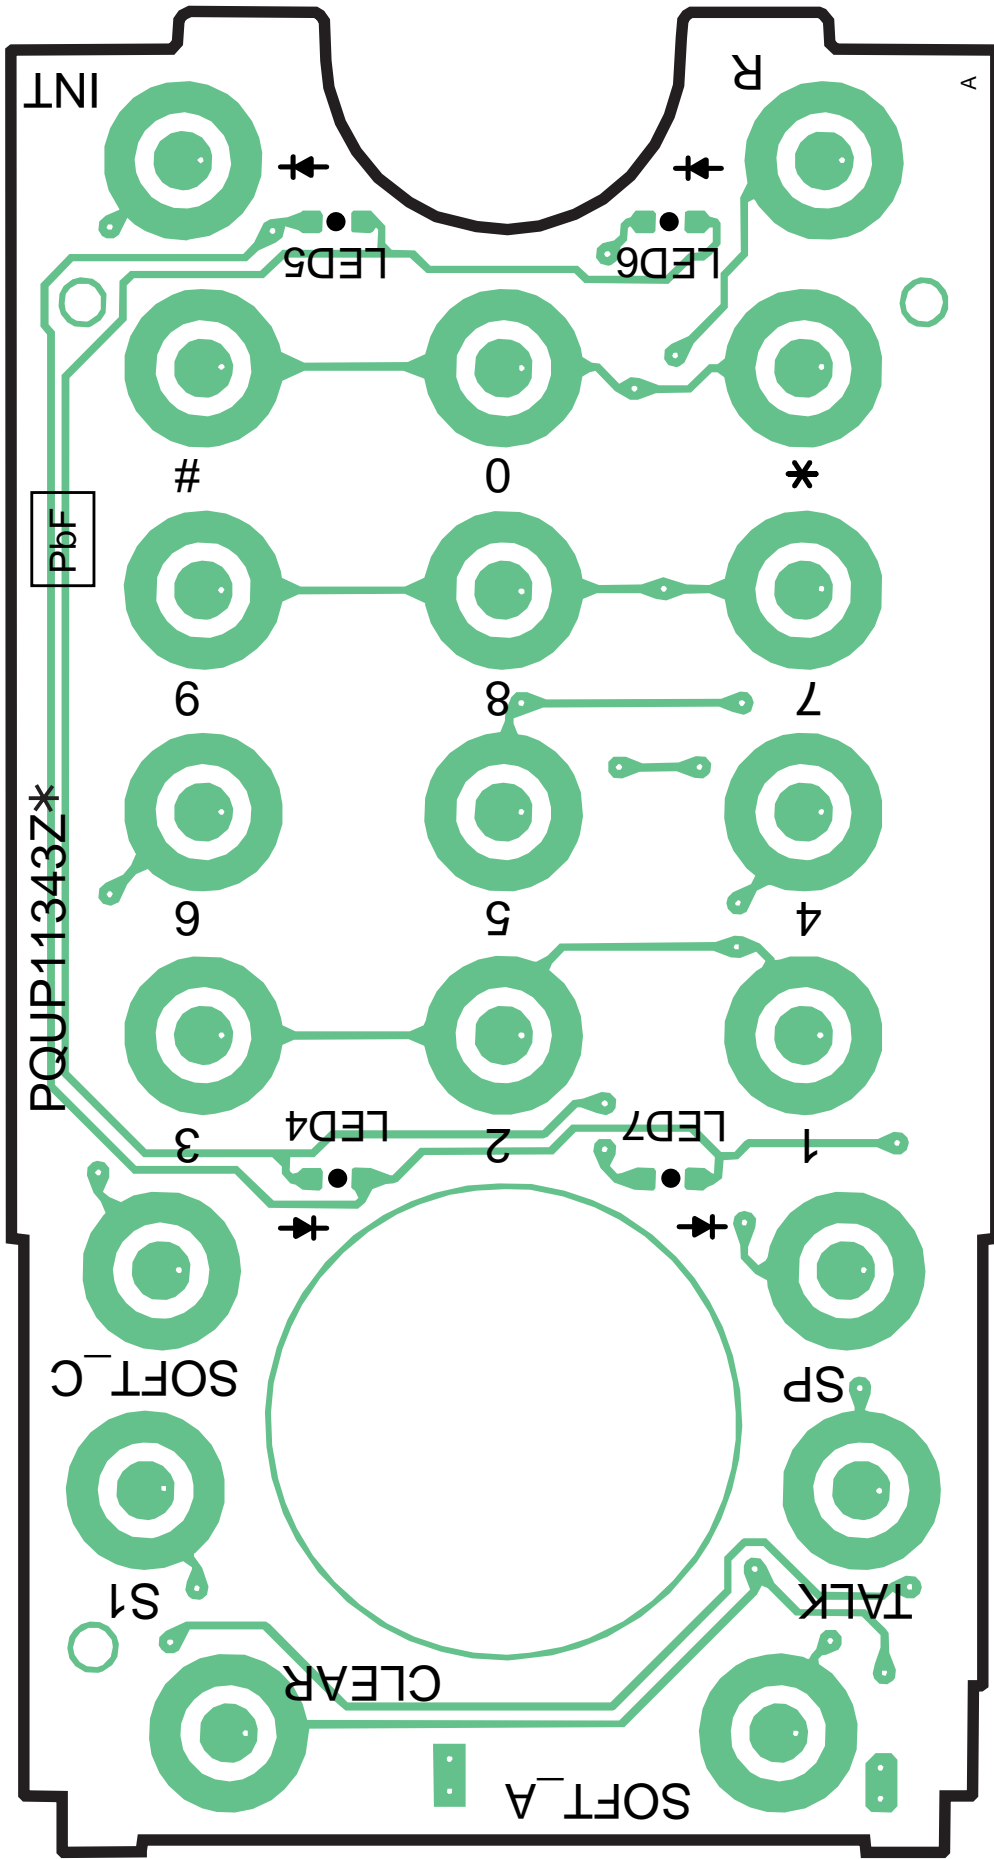 INT
R
A
LED5
LED6
#
0
*
PbF
9
8
7
PQUP11343Z*
6
5
4
LED4
LED7
3
2
1
SOFT_C
SP
S1
TALK
CLEAR
SOFT_A